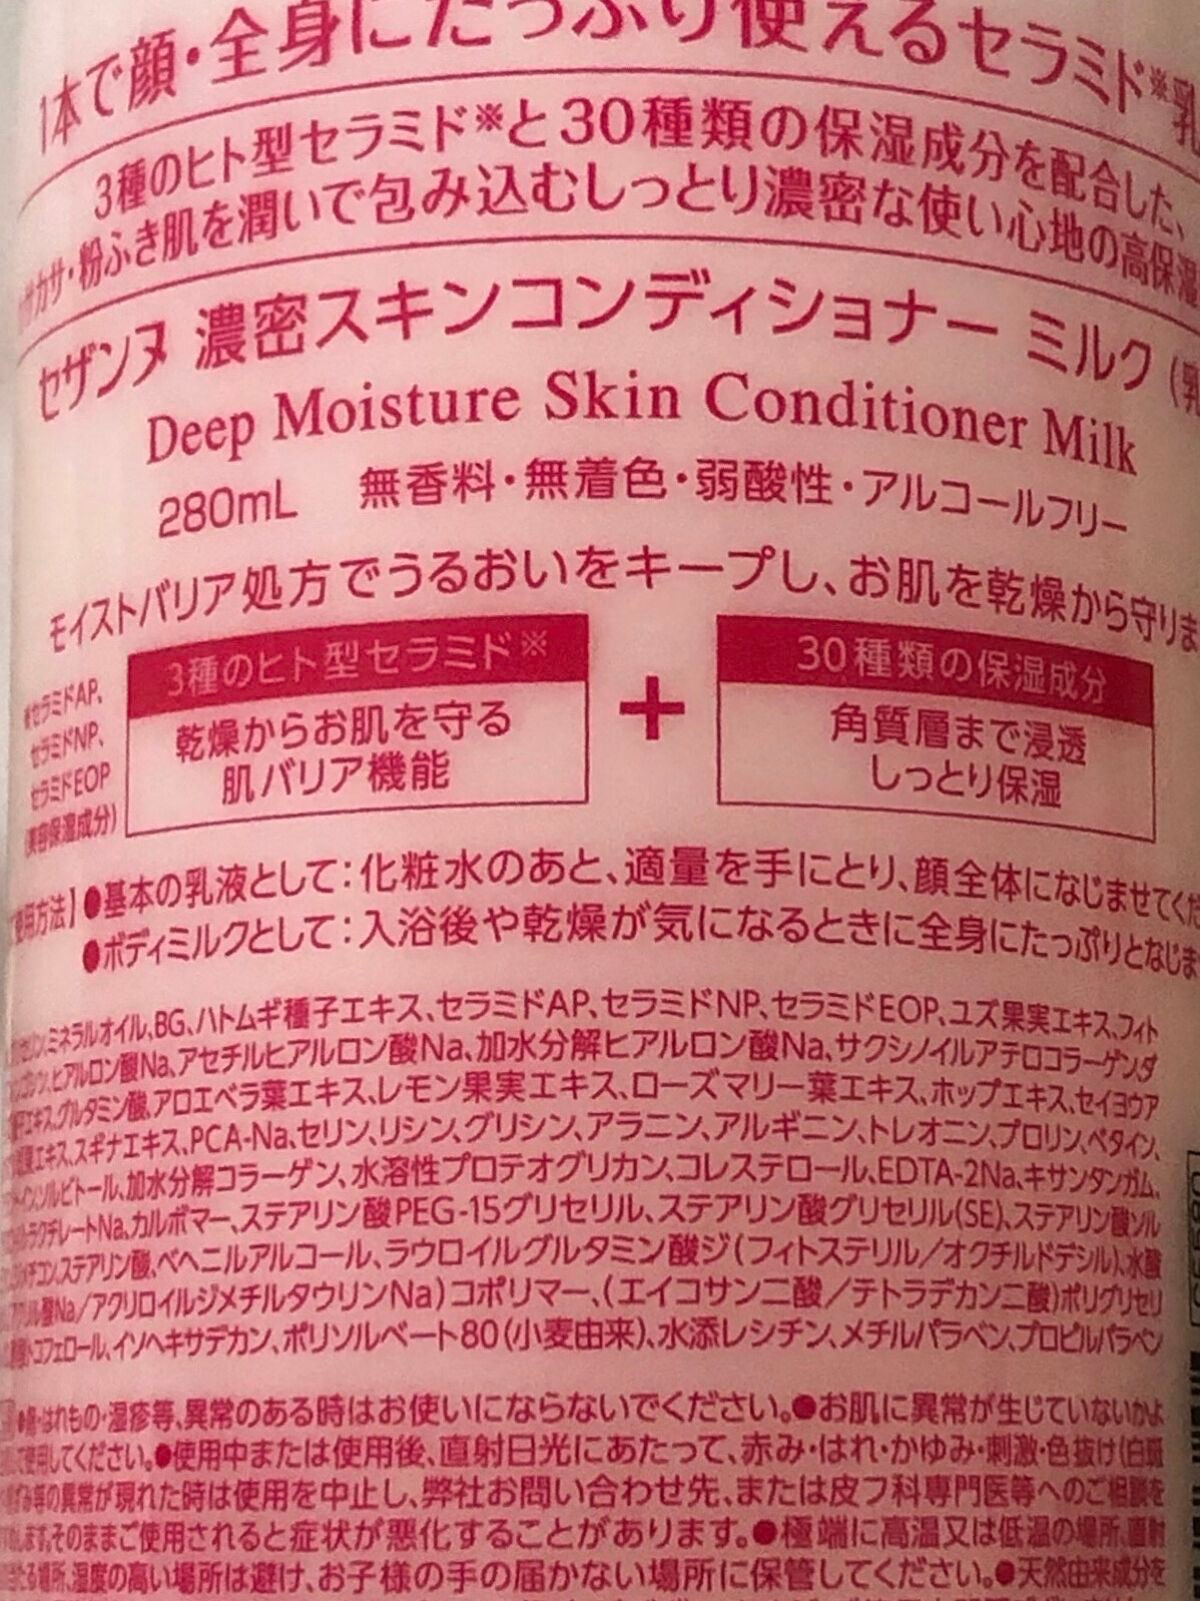 1本で顔・全身にたっぷり使えるセラミド※乳
3種のヒト型セラミド※と30種類の保湿成分を配合した、
カサ・粉ふき肌を潤いで包み込むしっとり濃密な使い心地の高保湿
セザンヌ 濃密スキンコンディショナー ミルク (乳
Deep Moisture Skin Conditioner Milk
280mL 無香料・無着色・弱酸性・アルコールフリー
モイストバリア処方でうるおいをキープし、お肌を乾燥から守りま
3種のヒト型セラミド※
乾燥からお肌を守る
肌バリア機能
+
30種類の保湿成分
角質層まで浸透
しっとり保湿
※セラミドAP、
セラミドNP、
セラミドEOP
(美容保湿成分)
使用方法】●基本の乳液として：化粧水のあと、適量を手にとり、顔全体になじませてくだ
●ボディミルクとして：入浴後や乾燥が気になるときに全身にたっぷりとなじま
ミネラルオイル、BG、ハトムギ種子エキス、セラミドAP、セラミドNP、セラミドEOP、ユズ果実エキス、フィト
ヒアルロン酸Na、アセチルヒアルロン酸Na、加水分解ヒアルロン酸Na、サクシノイルアテロコラーゲン
エキス、グルタミン酸、アロエベラ葉エキス、レモン果実エキス、ローズマリー葉エキス、ホップエキス、セイヨウア
エキス、スギナエキス、PCA-Na、セリン、リシン、グリシン、アラニン、アルギニン、トレオニン、プロリン、ベタイン、
ソルビトール、加水分解コラーゲン、水溶性プロテオグリカン、コレステロール、EDTA-2Na、キサンタンガム、
ラクチレートNa、カルボマー、ステアリン酸PEG-15グリセリル、ステアリン酸グリセリル(SE)、ステアリン酸ソル
ステアリン酸、ベヘニルアルコール、ラウロイルグルタミン酸ジ(フィトステリル/オクチルドデシル)、水酸
酸Na/アクリロイルジメチルタウリンNa)コポリマー、(エイコサン二酸/テトラデカン二酸)ポリグリセリ
トコフェロール、イソヘキサデカン、ポリソルベート80(小麦由来)、水添レシチン、メチルパラベン、プロピルパラベン
●傷・はれもの・湿疹等、異常のある時はお使いにならないでください。●お肌に異常が生じていないかよ
使用してください。●使用中または使用後、直射日光にあたって、赤み・はれ・かゆみ・刺激・色抜け(白斑
等の異常が現れた時は使用を中止し、弊社お問い合わせ先、または皮フ科専門医等へのご相談を
します。そのままご使用されると症状が悪化することがあります。●極端に高温又は低温の場所、直射
たる場所、湿度の高い場所は避け、お子様の手の届かない場所に保管してください。●天然由来成分を